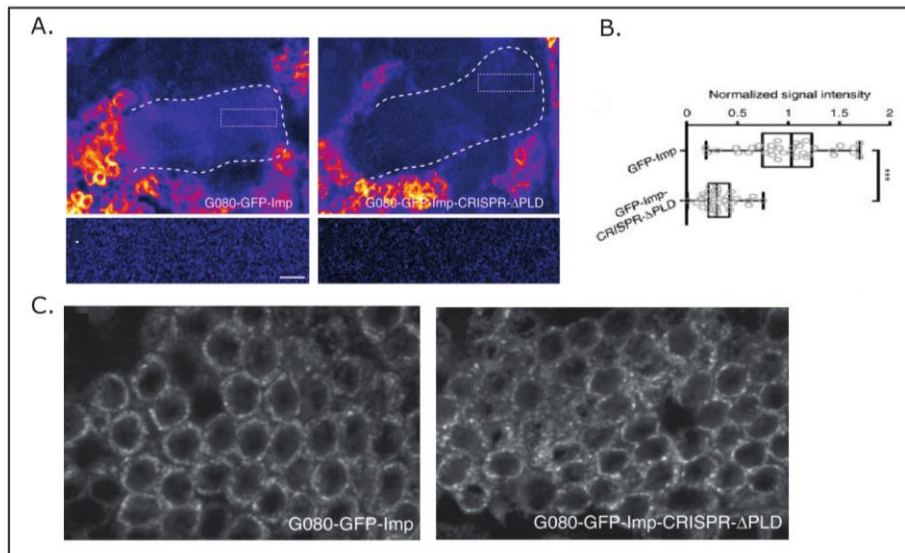 A.
G080-GFP-Imp
G080-GFP-Imp-CRISPR-ΔPLD
B.
Normalized signal intensity
0 0.5 1 1.5 2
GFP-Imp
GFP-Imp-
CRISPR-ΔPLD
***
C.
G080-GFP-Imp
G080-GFP-Imp-CRISPR-ΔPLD